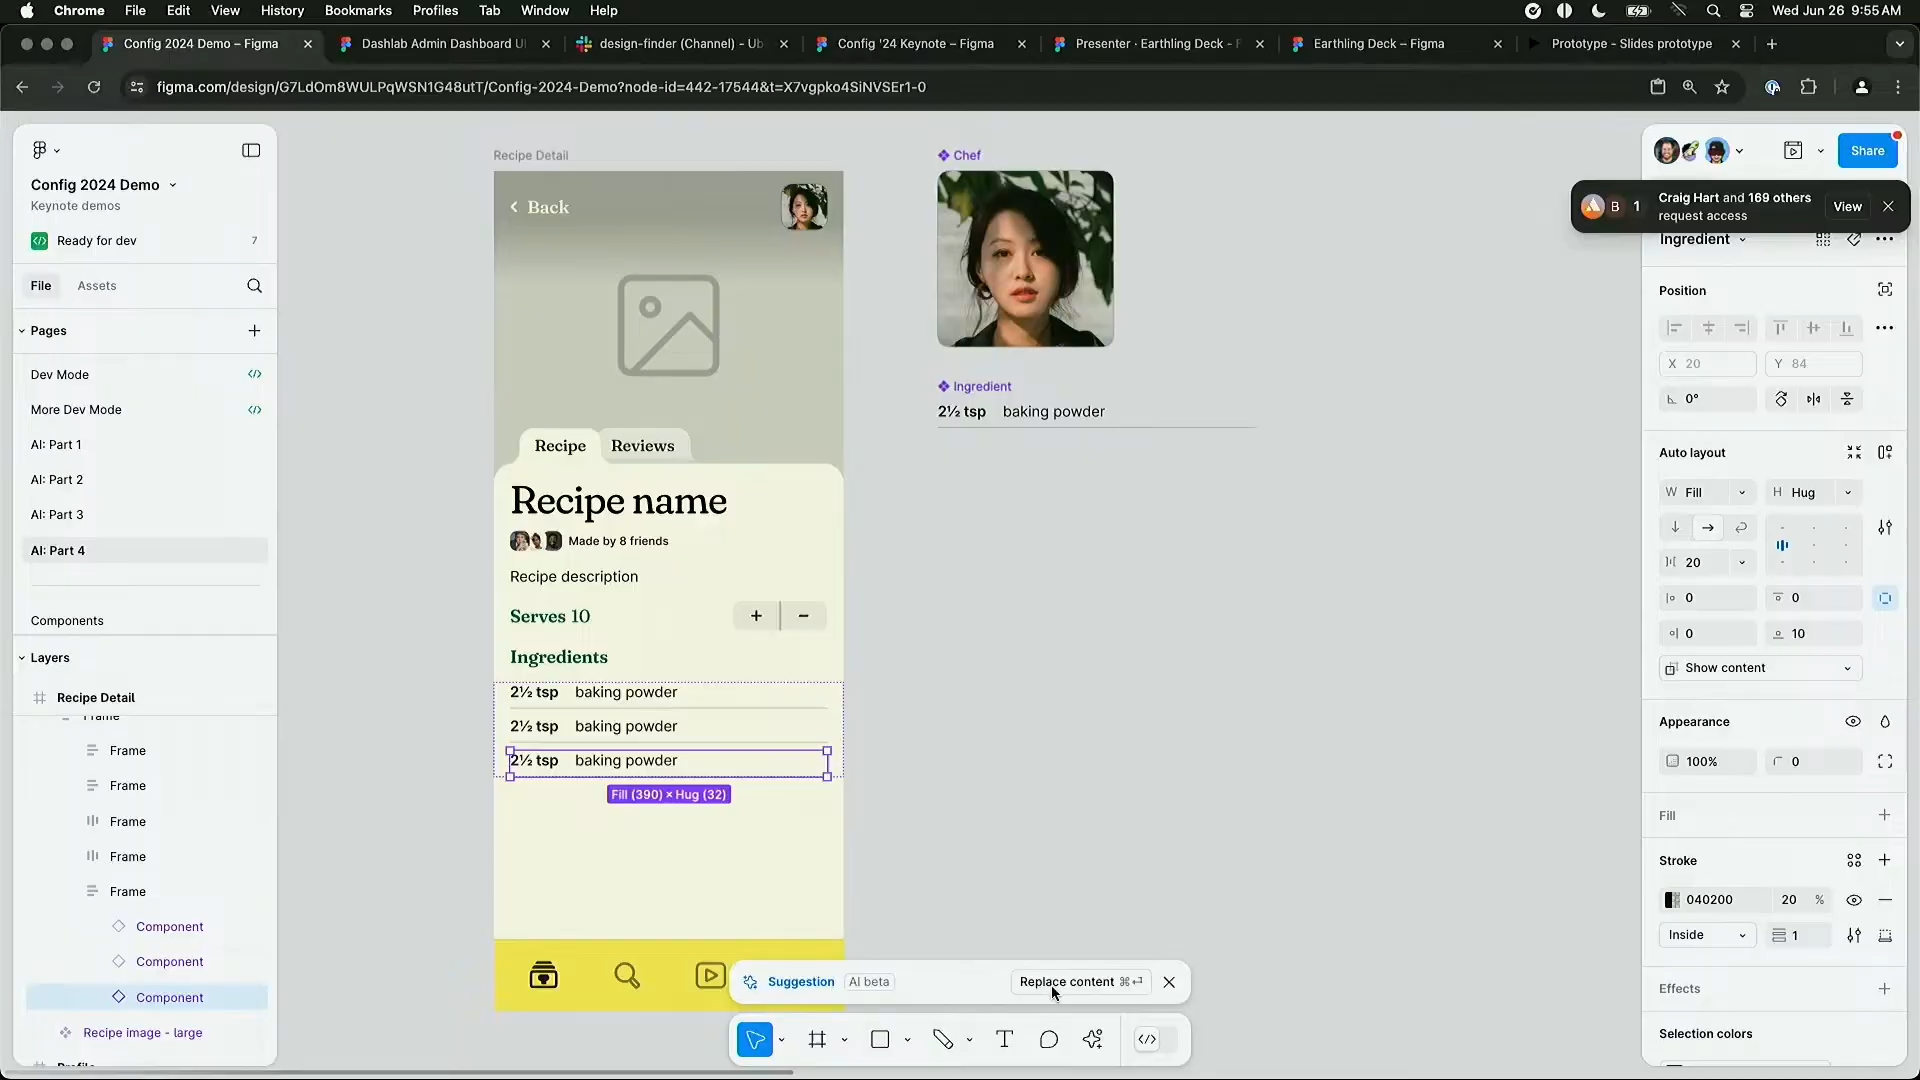 Chrome File Edit View History Bookmarks Profiles Tab Window Help Wed Jun 26 9:55 AM
Config 2024 Demo – Figma
Dashlab Admin Dashboard UI
design-finder (Channel) - Ub
Config '24 Keynote – Figma
Presenter · Earthling Deck - F
Earthling Deck – Figma
Prototype - Slides prototype
figma.com/design/G7LdOm8WULPqWSN1G48utT/Config-2024-Demo?node-id=442-17544&t=X7vgpko4SiNVSEr1-0
Config 2024 Demo
Keynote demos
Ready for dev 7
File Assets
Pages
Dev Mode
More Dev Mode
AI: Part 1
AI: Part 2
AI: Part 3
AI: Part 4
Components
Layers
Recipe Detail
Frame
Frame
Frame
Frame
Frame
Frame
Component
Component
Component
Recipe image - large
Recipe Detail
Back
Recipe Reviews
Recipe name
Made by 8 friends
Recipe description
Serves 10 + −
Ingredients
2½ tsp baking powder
2½ tsp baking powder
2½ tsp baking powder
Fill (390) × Hug (32)
Chef
Ingredient
2½ tsp baking powder
Suggestion AI beta Replace content ⌘↵
Share
B 1 Craig Hart and 169 others
request access
View
Ingredient
Position
X 20 Y 84
0°
Auto layout
W Fill H Hug
20
0 0
0 10
Show content
Appearance
100% 0
Fill
Stroke
040200 20 %
Inside 1
Effects
Selection colors